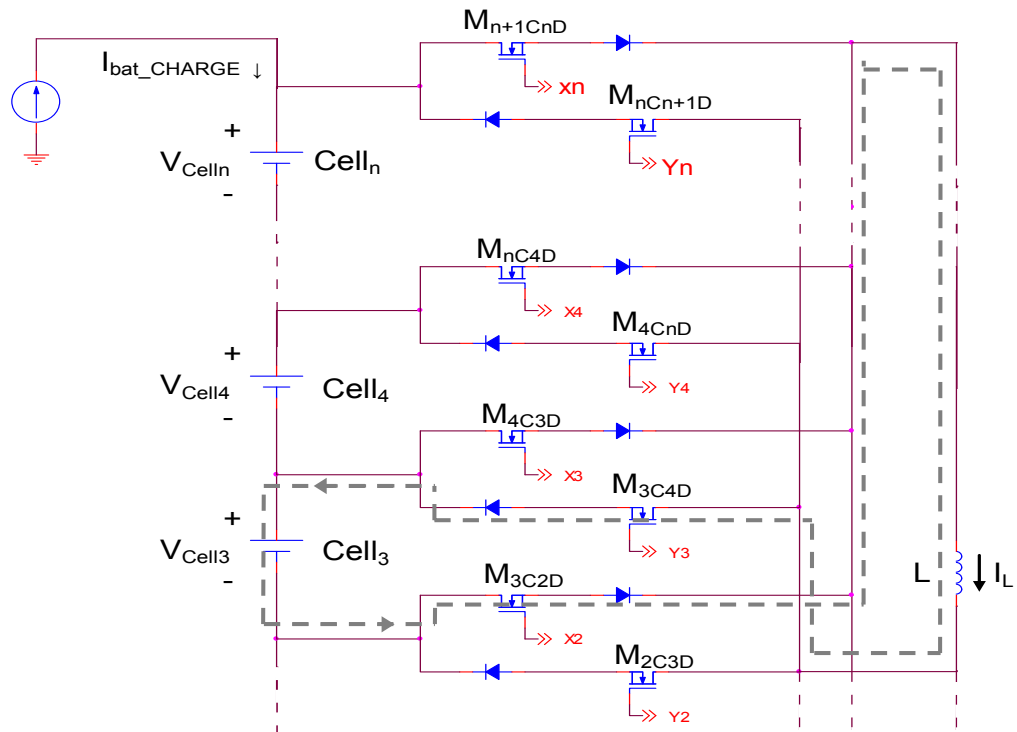 Mn+1CnD
Ibat_CHARGE ↓
xn
MnCn+1D
+
VCelln
-
Celln
Yn
MnC4D
X4
M4CnD
+
VCell4
-
Cell4
Y4
M4C3D
X3
M3C4D
+
VCell3
-
Cell3
Y3
M3C2D
L
IL
X2
M2C3D
Y2